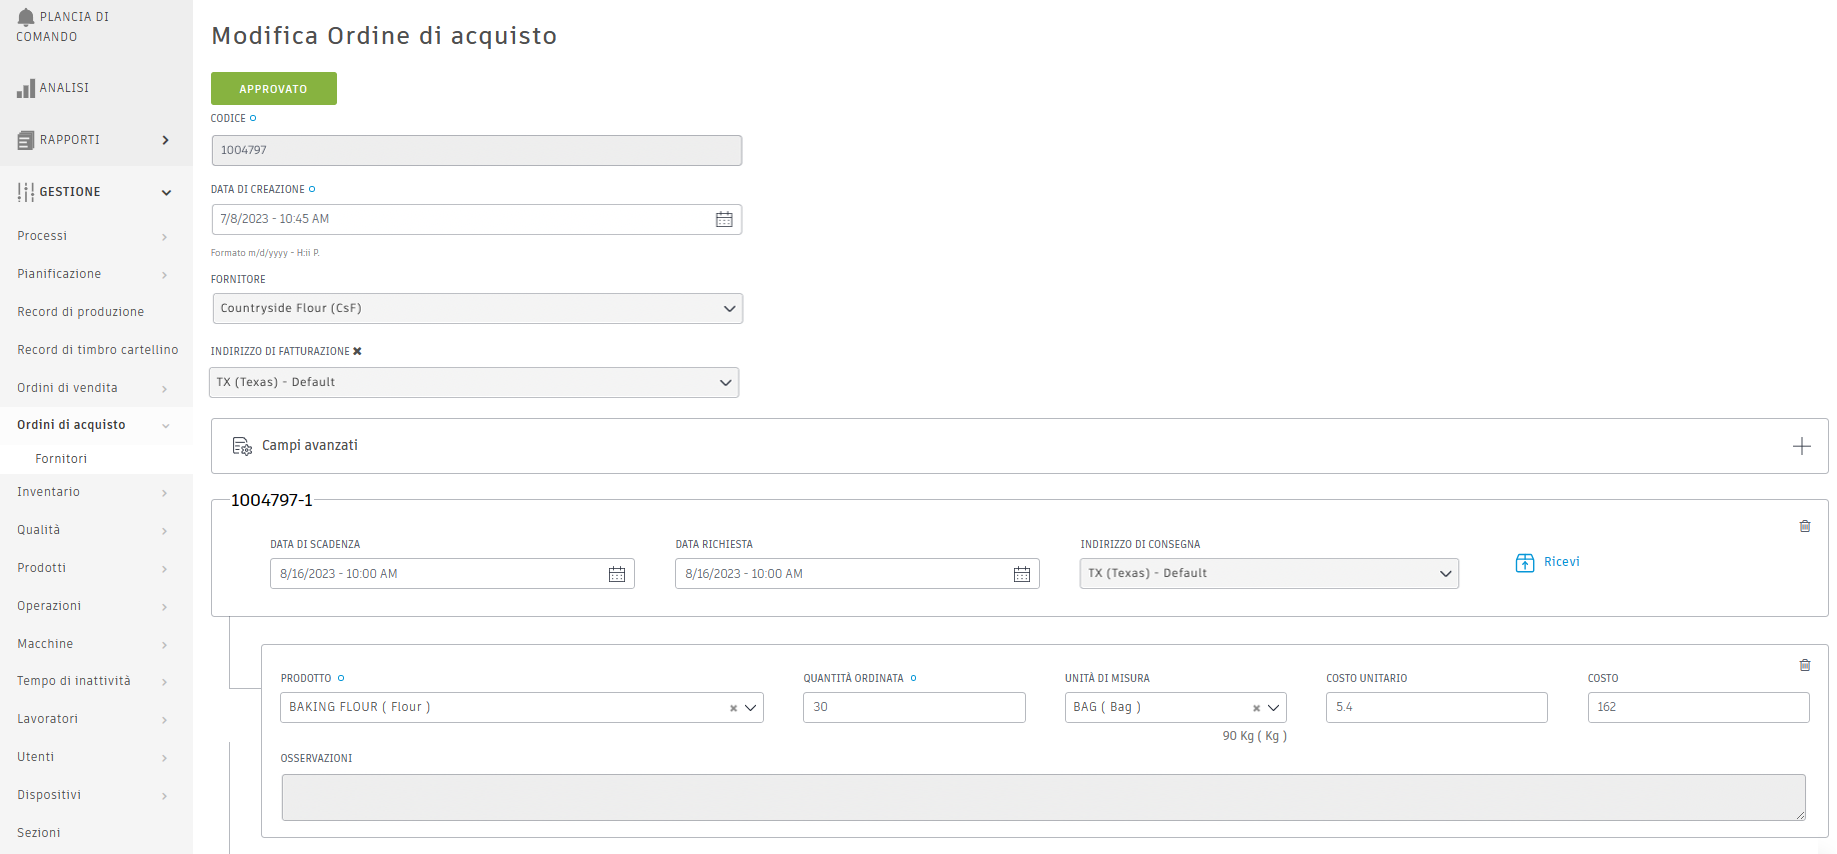 PLANCIA DI
COMANDO
ANALISI
RAPPORTI
GESTIONE
Processi
Pianificazione
Record di produzione
Record di timbro cartellino
Ordini di vendita
Ordini di acquisto
Fornitori
Inventario
Qualità
Prodotti
Operazioni
Macchine
Tempo di inattività
Lavoratori
Utenti
Dispositivi
Sezioni
Modifica Ordine di acquisto
APPROVATO
CODICE
1004797
DATA DI CREAZIONE
7/8/2023 - 10:45 AM
Formato m/d/yyyy - H:ii P.
FORNITORE
Countryside Flour (CsF)
INDIRIZZO DI FATTURAZIONE
TX (Texas) - Default
Campi avanzati
1004797-1
DATA DI SCADENZA
8/16/2023 - 10:00 AM
DATA RICHIESTA
8/16/2023 - 10:00 AM
INDIRIZZO DI CONSEGNA
TX (Texas) - Default
Ricevi
PRODOTTO
BAKING FLOUR ( Flour )
QUANTITÀ ORDINATA
30
UNITÀ DI MISURA
BAG ( Bag )
90 Kg ( Kg )
COSTO UNITARIO
5.4
COSTO
162
OSSERVAZIONI